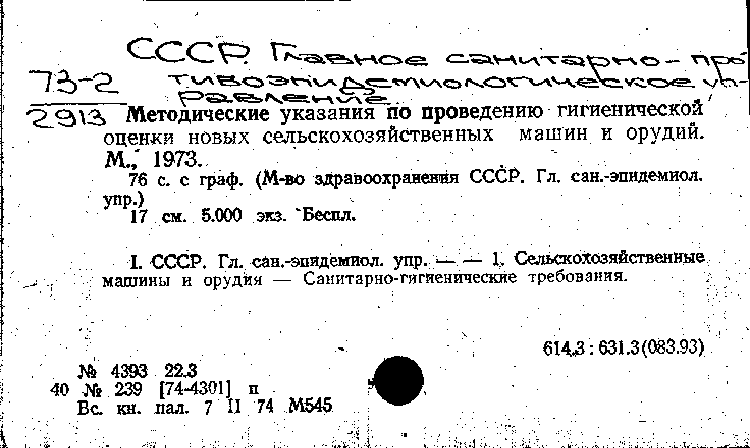 СССР. Главное санитарно-про-
тивоэпидемиологическое уп-
равление
73-2
2913
Методические указания по проведению гигиенической
оценки новых сельскохозяйственных машин и орудий.
М., 1973.
76 с. с граф. (М-во здравоохранения СССР. Гл. сан.-эпидемиол.
упр.)
17 см. 5.000 экз. Беспл.
I. СССР. Гл. сан.-эпидемиол. упр. — — 1. Сельскохозяйственные
машины и орудия — Санитарно-гигиенические требования.
614.3 : 631.3(083.93)
№ 4393 22.3
40 № 239 [74-4301] п
Вс. кн. пал. 7 II 74 М545